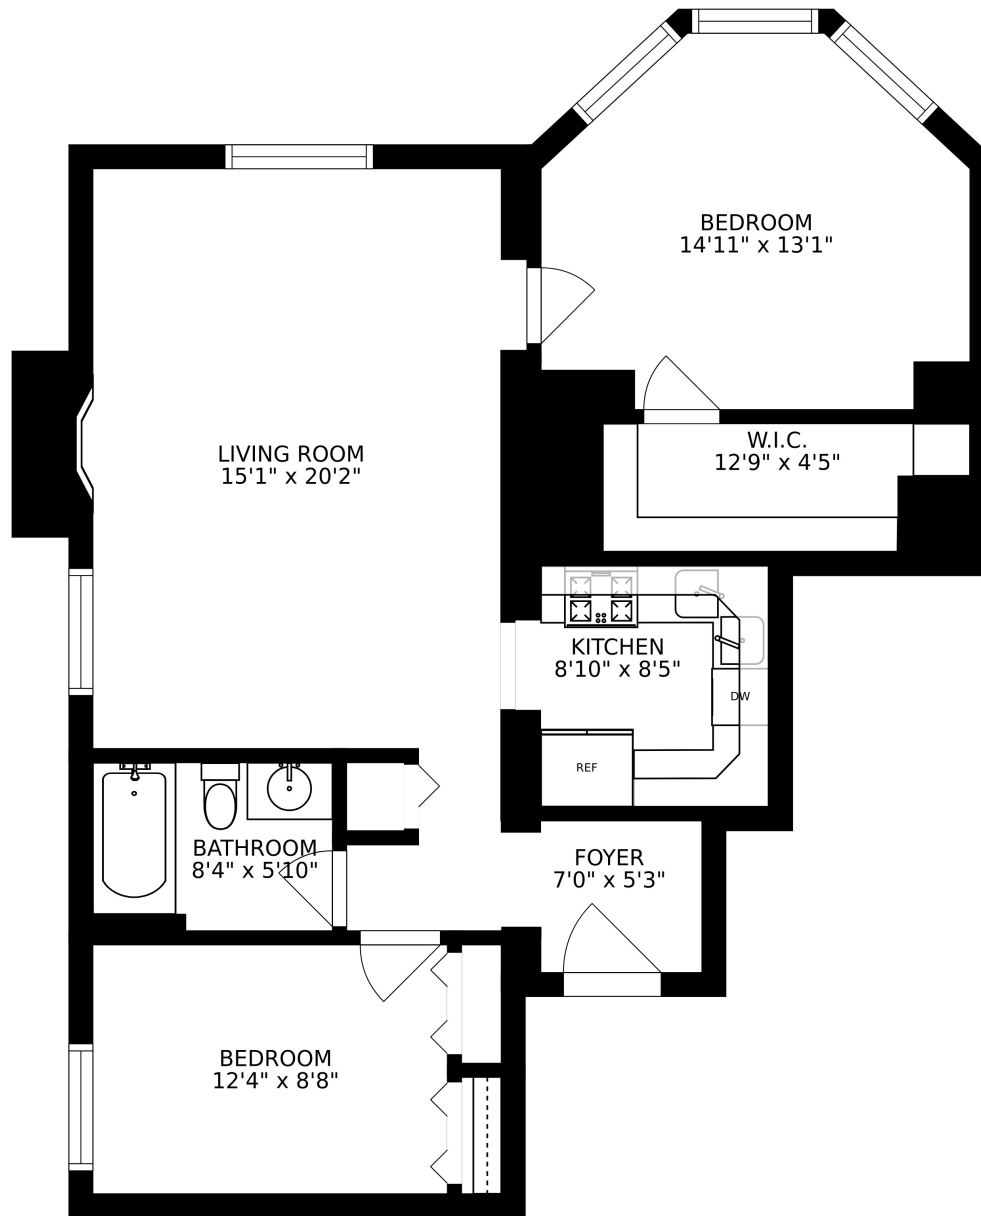 BEDROOM
14'11" x 13'1"
W.I.C.
12'9" x 4'5"
LIVING ROOM
15'1" x 20'2"
KITCHEN
8'10" x 8'5"
DW
REF
BATHROOM
8'4" x 5'10"
FOYER
7'0" x 5'3"
BEDROOM
12'4" x 8'8"